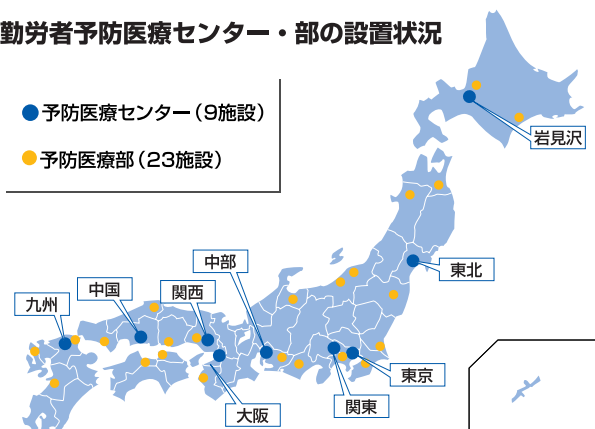 勤労者予防医療センター・部の設置状況
予防医療センター(9施設)
予防医療部(23施設)
岩見沢
東北
中部
関西
中国
九州
東京
関東
大阪